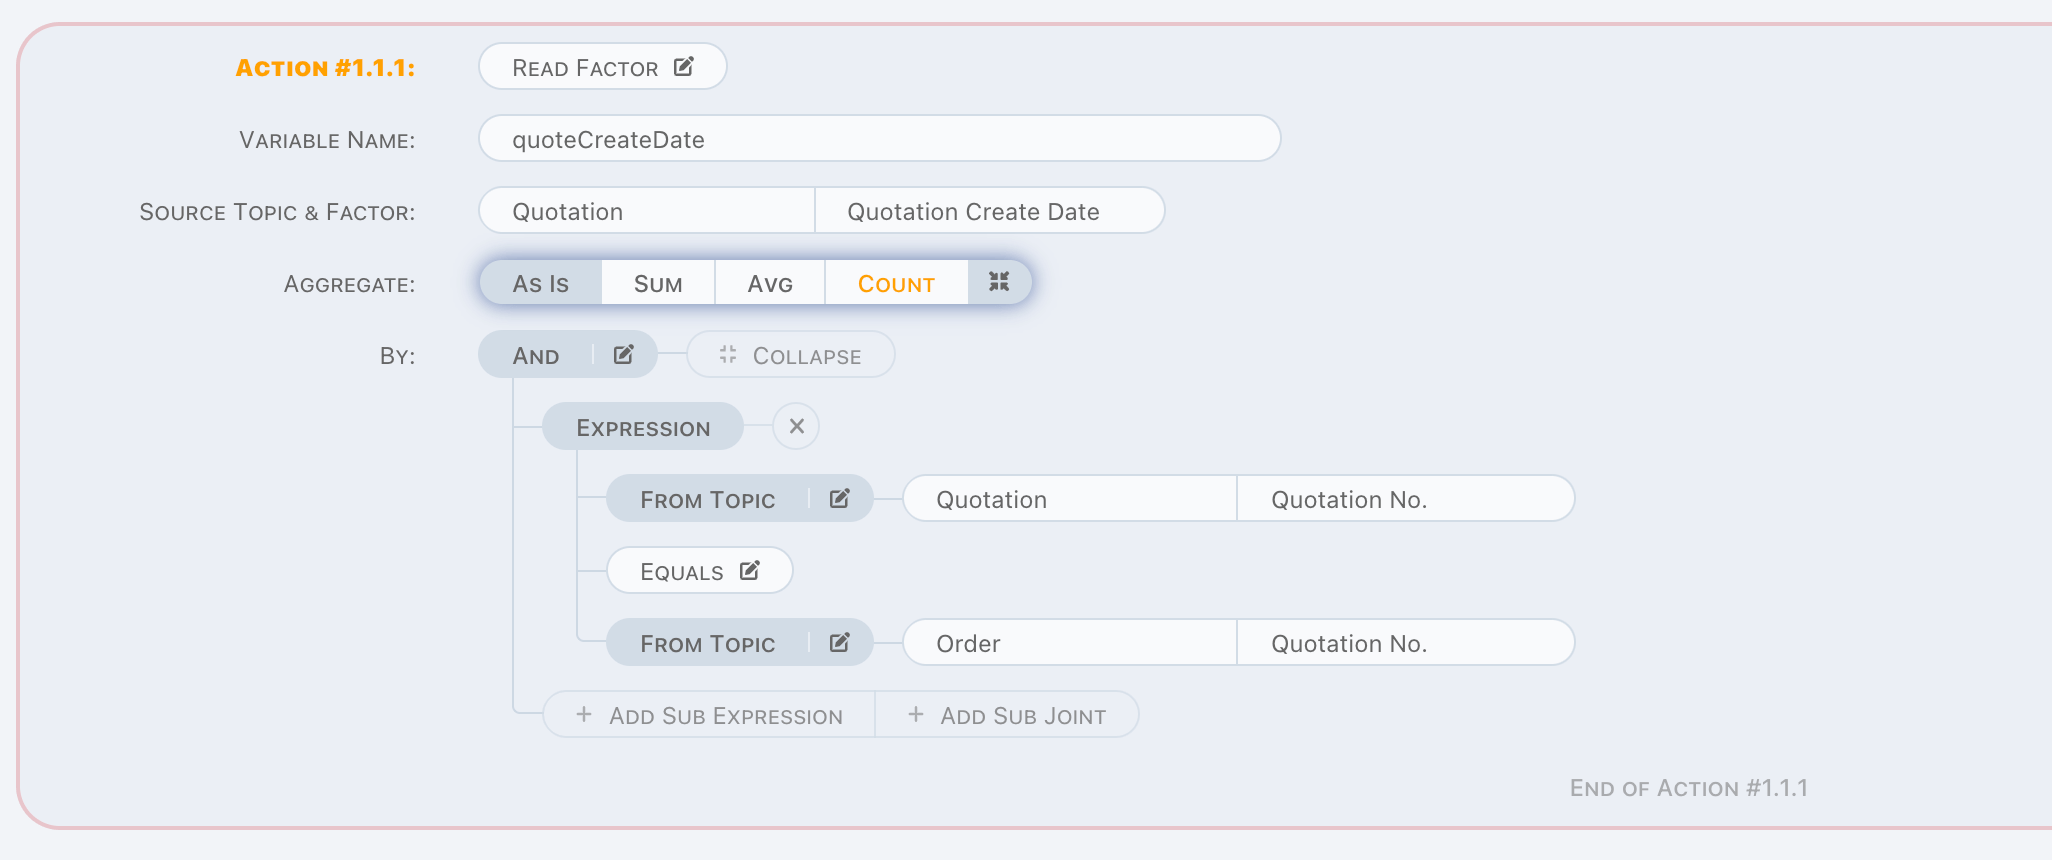 Action #1.1.1: Read Factor
Variable Name: quoteCreateDate
Source Topic & Factor: Quotation Quotation Create Date
Aggregate: As Is Sum Avg Count
By: And Collapse
Expression
From Topic Quotation Quotation No.
Equals
From Topic Order Quotation No.
+ Add Sub Expression + Add Sub Joint
End of Action #1.1.1